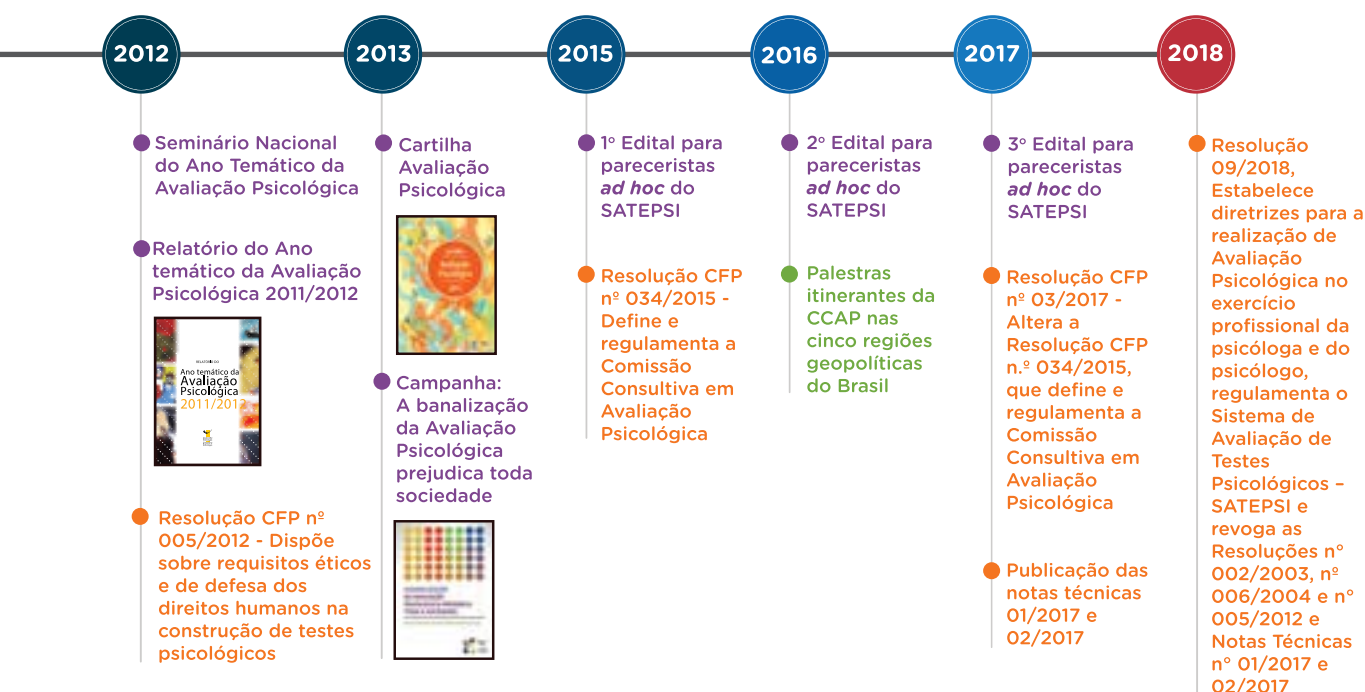 2012
Seminário Nacional
do Ano Temático da
Avaliação Psicológica
Relatório do Ano
temático da Avaliação
Psicológica 2011/2012
RELATÓRIO DO
Ano temático da
Avaliação
Psicológica
2011/2012
Resolução CFP nº
005/2012 - Dispõe
sobre requisitos éticos
e de defesa dos
direitos humanos na
construção de testes
psicológicos
2013
Cartilha
Avaliação
Psicológica
Campanha:
A banalização
da Avaliação
Psicológica
prejudica toda
sociedade
2015
1º Edital para
pareceristas
ad hoc do
SATEPSI
Resolução CFP
nº 034/2015 -
Define e
regulamenta a
Comissão
Consultiva em
Avaliação
Psicológica
2016
2º Edital para
pareceristas
ad hoc do
SATEPSI
Palestras
itinerantes da
CCAP nas
cinco regiões
geopolíticas
do Brasil
2017
3º Edital para
pareceristas
ad hoc do
SATEPSI
Resolução CFP
nº 03/2017 -
Altera a
Resolução CFP
n.º 034/2015,
que define e
regulamenta a
Comissão
Consultiva em
Avaliação
Psicológica
Publicação das
notas técnicas
01/2017 e
02/2017
2018
Resolução
09/2018,
Estabelece
diretrizes para a
realização de
Avaliação
Psicológica no
exercício
profissional da
psicóloga e do
psicólogo,
regulamenta o
Sistema de
Avaliação de
Testes
Psicológicos –
SATEPSI e
revoga as
Resoluções n°
002/2003, nº
006/2004 e n°
005/2012 e
Notas Técnicas
n° 01/2017 e
02/2017